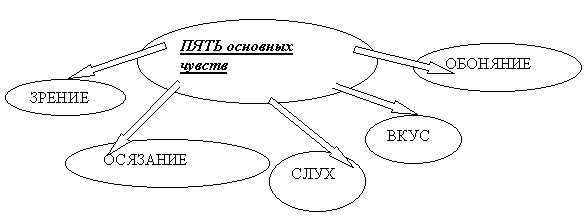 ПЯТЬ основных
чувств
ОБОНЯНИЕ
ЗРЕНИЕ
ВКУС
ОСЯЗАНИЕ
СЛУХ